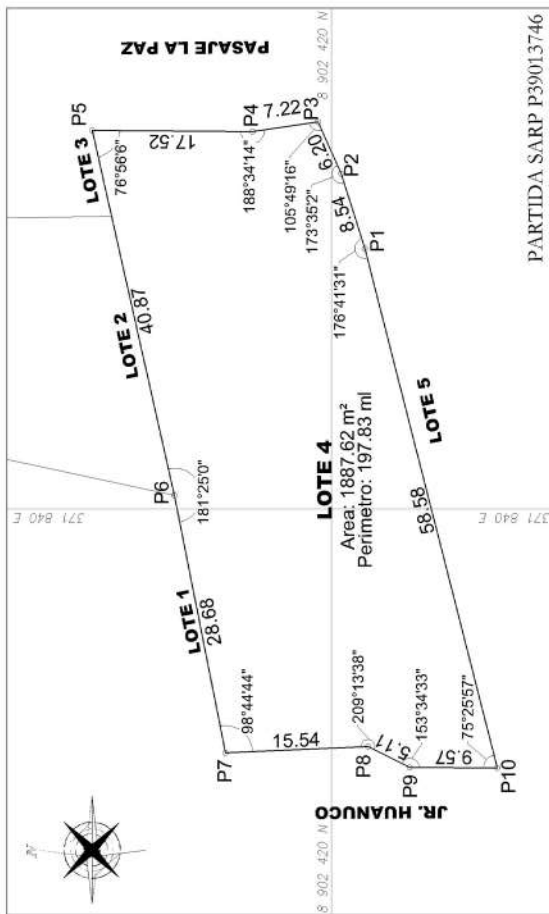 PASAJE LA PAZ
8 902 420 N
P5
17.52
P4
7.22
P3
LOTE 3
76°56'6"
188°34'14"
105°49'16"
6.20
173°35'2"
P2
8.54
P1
176°41'31"
LOTE 2
40.87
P6
181°25'0"
371 840 E
371 840 E
LOTE 4
Area: 1887.62 m²
Perimetro: 197.83 ml
LOTE 5
58.58
LOTE 1
28.68
P7
98°44'44"
15.54
P8
209°13'38"
5.11
P9
153°34'33"
9.57
75°25'57"
P10
JR. HUANUCO
8 902 420 N
PARTIDA SARP P39013746